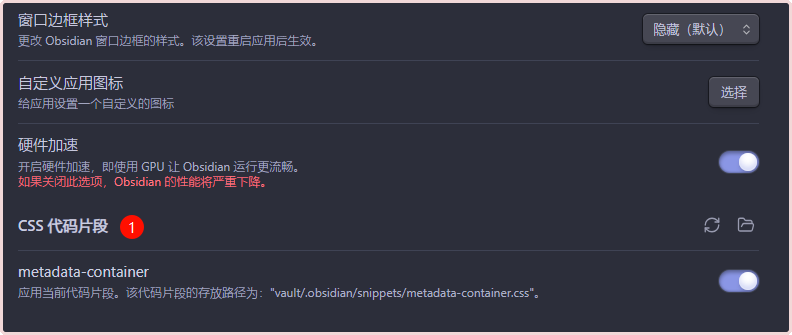 窗口边框样式
更改 Obsidian 窗口边框的样式。该设置重启应用后生效。
隐藏（默认）
自定义应用图标
给应用设置一个自定义的图标
选择
硬件加速
开启硬件加速，即使用 GPU 让 Obsidian 运行更流畅。
如果关闭此选项，Obsidian 的性能将严重下降。
CSS 代码片段 1
metadata-container
应用当前代码片段。该代码片段的存放路径为："vault/.obsidian/snippets/metadata-container.css"。